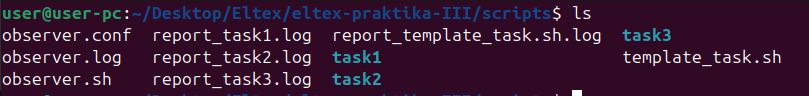 user@user-pc:~/Desktop/Eltex/eltex-praktika-III/scripts$ ls
observer.conf report_task1.log report_template_task.sh.log task3
observer.log report_task2.log task1 template_task.sh
observer.sh report_task3.log task2